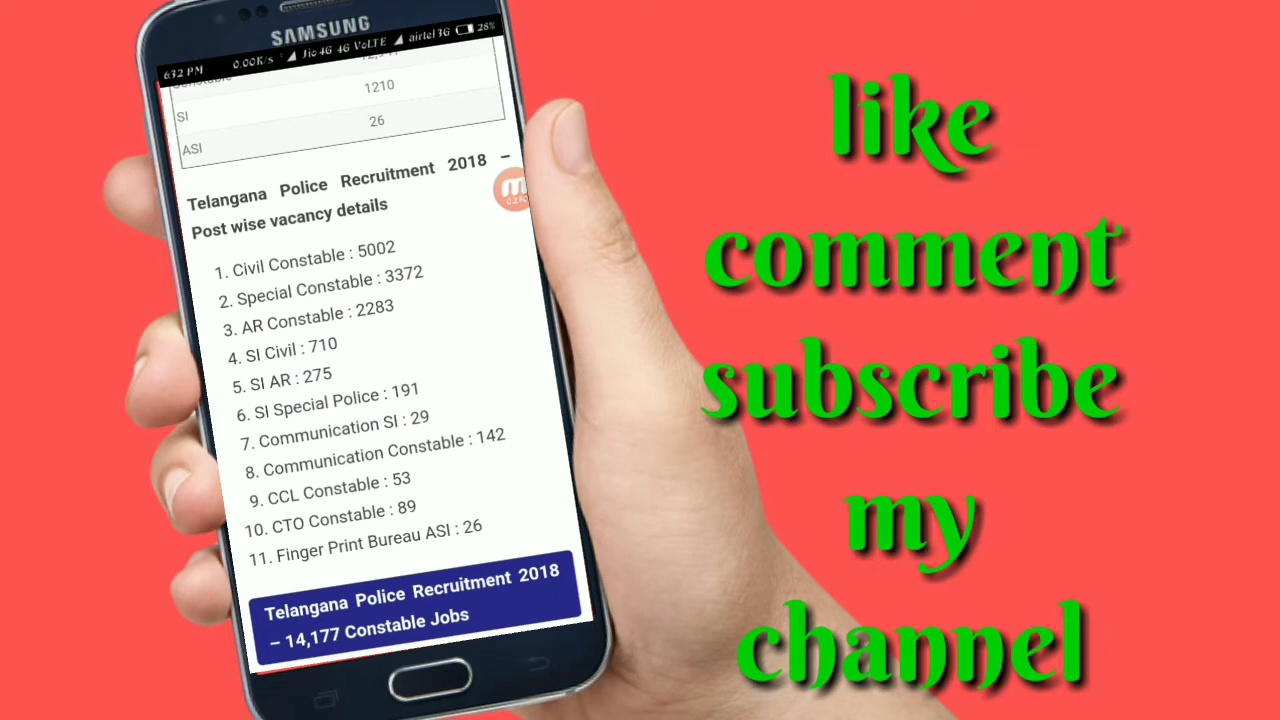 SAMSUNG
6:32 PM 0.00K/s Jio 4G 4G VoLTE airtel 3G 28%
SI 1210
ASI 26
Telangana Police Recruitment 2018 –
Post wise vacancy details
1. Civil Constable : 5002
2. Special Constable : 3372
3. AR Constable : 2283
4. SI Civil : 710
5. SI AR : 275
6. SI Special Police : 191
7. Communication SI : 29
8. Communication Constable : 142
9. CCL Constable : 53
10. CTO Constable : 89
11. Finger Print Bureau ASI : 26
Telangana Police Recruitment 2018
– 14,177 Constable Jobs
like
comment
subscribe
my
channel